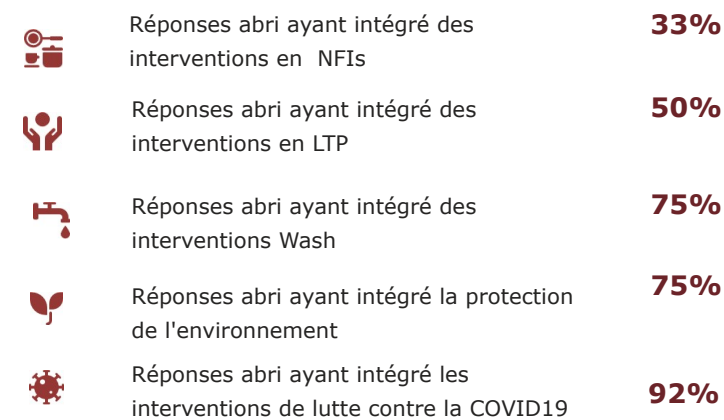 Réponses abri ayant intégré des
interventions en NFIs
33%
Réponses abri ayant intégré des
interventions en LTP
50%
Réponses abri ayant intégré des
interventions Wash
75%
Réponses abri ayant intégré la protection
de l'environnement
75%
Réponses abri ayant intégré les
interventions de lutte contre la COVID19
92%